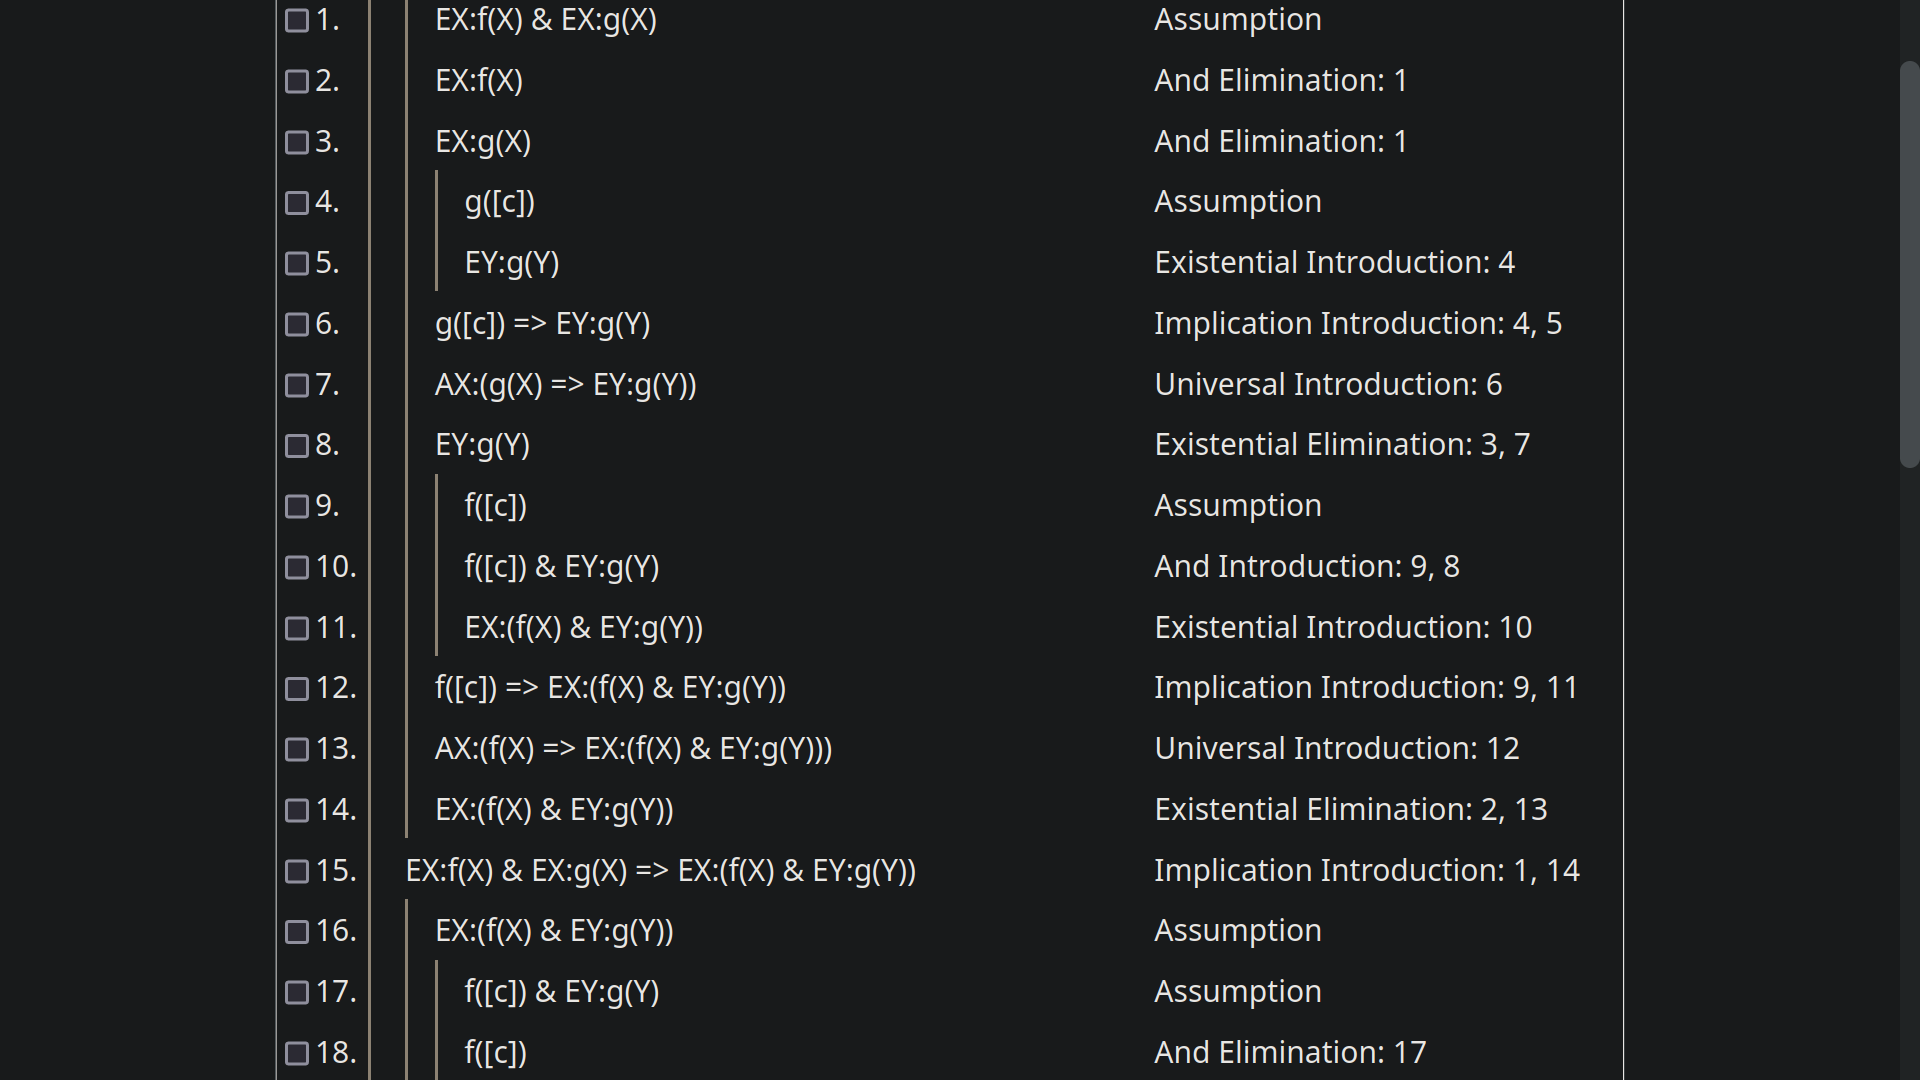 1. EX:f(X) & EX:g(X) Assumption
2. EX:f(X) And Elimination: 1
3. EX:g(X) And Elimination: 1
4. g([c]) Assumption
5. EY:g(Y) Existential Introduction: 4
6. g([c]) => EY:g(Y) Implication Introduction: 4, 5
7. AX:(g(X) => EY:g(Y)) Universal Introduction: 6
8. EY:g(Y) Existential Elimination: 3, 7
9. f([c]) Assumption
10. f([c]) & EY:g(Y) And Introduction: 9, 8
11. EX:(f(X) & EY:g(Y)) Existential Introduction: 10
12. f([c]) => EX:(f(X) & EY:g(Y)) Implication Introduction: 9, 11
13. AX:(f(X) => EX:(f(X) & EY:g(Y))) Universal Introduction: 12
14. EX:(f(X) & EY:g(Y)) Existential Elimination: 2, 13
15. EX:f(X) & EX:g(X) => EX:(f(X) & EY:g(Y)) Implication Introduction: 1, 14
16. EX:(f(X) & EY:g(Y)) Assumption
17. f([c]) & EY:g(Y) Assumption
18. f([c]) And Elimination: 17